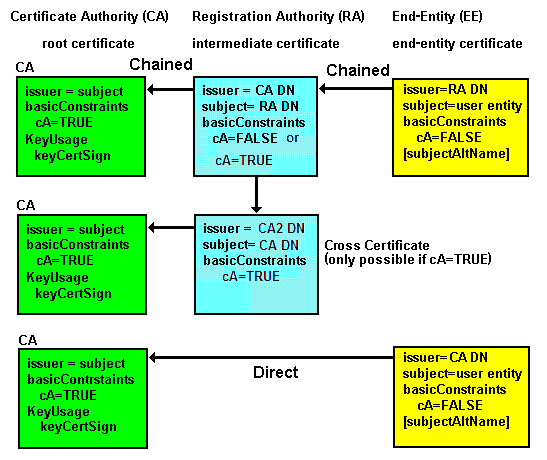 Certificate Authority (CA)
root certificate
Registration Authority (RA)
intermediate certificate
End-Entity (EE)
end-entity certificate
CA
Chained
Chained
issuer = subject
basicConstraints
cA=TRUE
KeyUsage
keyCertSign
issuer = CA DN
subject= RA DN
basicConstraints
cA=FALSE or
cA=TRUE
issuer=RA DN
subject=user entity
basicConstraints
cA=FALSE
[subjectAltName]
CA
issuer = subject
basicConstraints
cA=TRUE
KeyUsage
keyCertSign
issuer = CA2 DN
subject= CA DN
basicConstraints
cA=TRUE
Cross Certificate
(only possible if cA=TRUE)
CA
issuer = subject
basicContrstaints
cA=TRUE
KeyUsage
keyCertSign
Direct
issuer=CA DN
subject=user entity
basicConstraints
cA=FALSE
[subjectAltName]